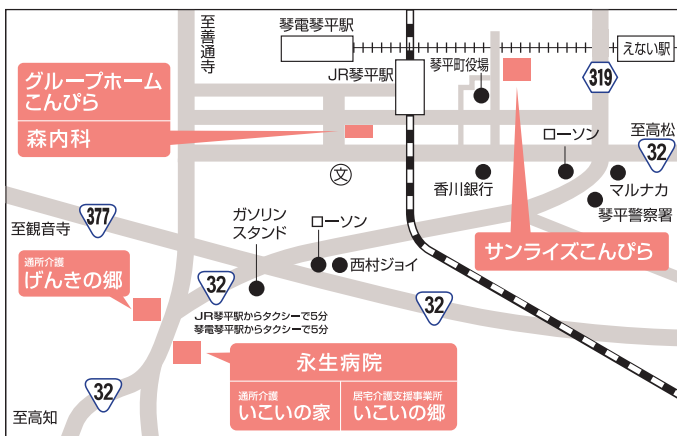 至善通寺
琴電琴平駅
えない駅
JR琴平駅
琴平町役場
319
グループホーム
こんぴら
森内科
ローソン
至高松
32
文
香川銀行
マルナカ
琴平警察署
377
至観音寺
ガソリン
スタンド
ローソン
西村ジョイ
サンライズこんぴら
通所介護
げんきの郷
32
32
JR琴平駅からタクシーで5分
琴電琴平駅からタクシーで5分
永生病院
通所介護
いこいの家
居宅介護支援事業所
いこいの郷
32
至高知